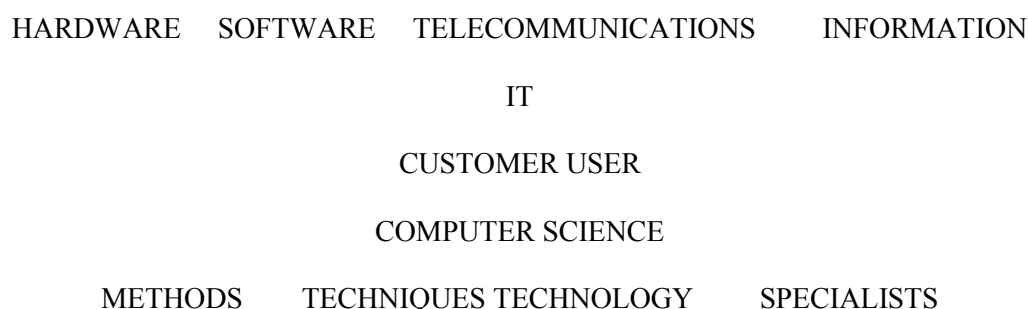 HARDWARE SOFTWARE TELECOMMUNICATIONS INFORMATION
IT
CUSTOMER USER
COMPUTER SCIENCE
METHODS TECHNIQUES TECHNOLOGY SPECIALISTS